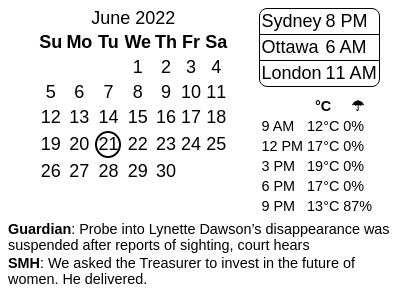 June 2022
Su Mo Tu We Th Fr Sa
1 2 3 4
5 6 7 8 9 10 11
12 13 14 15 16 17 18
19 20 21 22 23 24 25
26 27 28 29 30
Sydney 8 PM
Ottawa 6 AM
London 11 AM
°C ☂
9 AM 12°C 0%
12 PM 17°C 0%
3 PM 19°C 0%
6 PM 17°C 0%
9 PM 13°C 87%
Guardian: Probe into Lynette Dawson's disappearance was
suspended after reports of sighting, court hears
SMH: We asked the Treasurer to invest in the future of
women. He delivered.